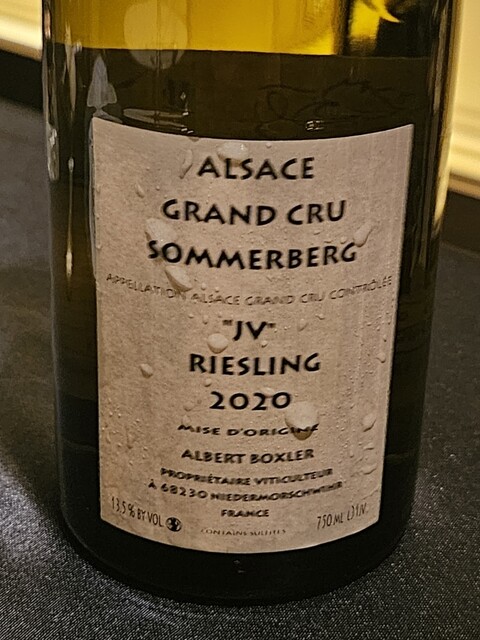 ALSACE
GRAND CRU
SOMMERBERG
APPELLATION ALSACE GRAND CRU CONTRÔLÉE
"JV"
RIESLING
2020
MISE D'ORIGINE
ALBERT BOXLER
PROPRIÉTAIRE VITICULTEUR
À 68230 NIEDERMORSCHWIHR
FRANCE
13.5 % BY VOL 750 ML
CONTAINS SULFITES